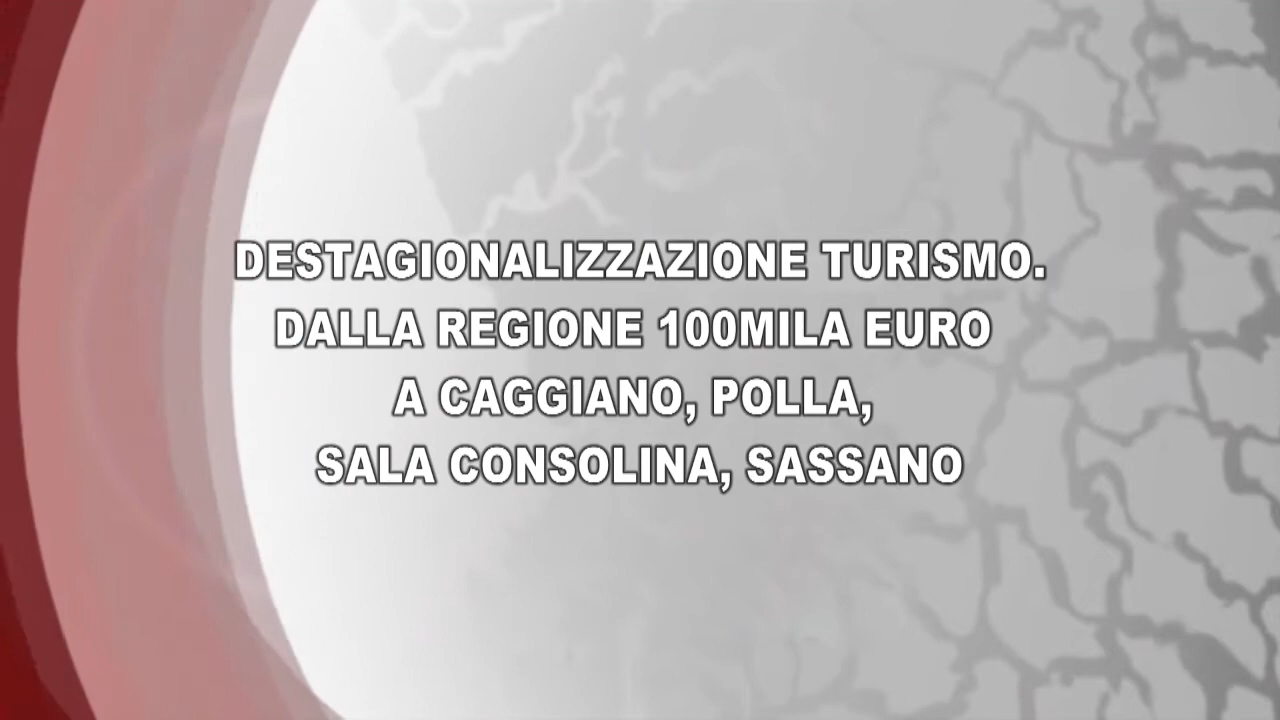 DESTAGIONALIZZAZIONE TURISMO.
DALLA REGIONE 100MILA EURO
A CAGGIANO, POLLA,
SALA CONSOLINA, SASSANO